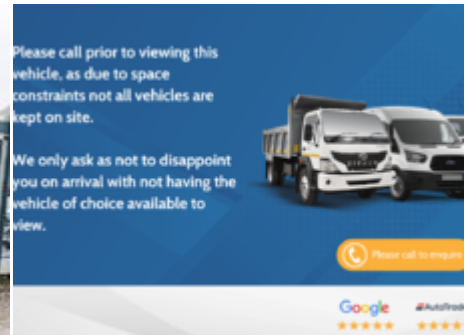 Please call prior to viewing this
vehicle, as due to space
constraints not all vehicles are
kept on site.
We only ask as not to disappoint
you on arrival with not having the
vehicle of choice available to
view.
Please call to enquire
Google
AutoTrad